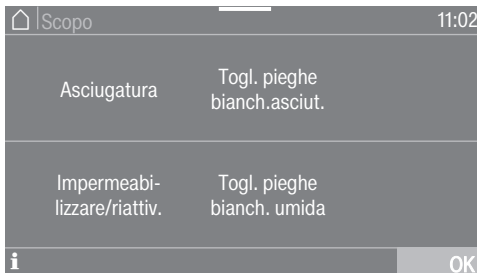 Scopo
11:02
Asciugatura
Togl. pieghe
bianch.asciut.
Impermeabi-
lizzare/riattiv.
Togl. pieghe
bianch. umida
i
OK